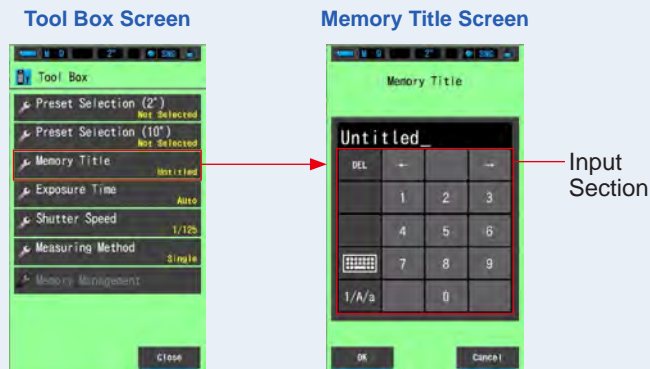 Tool Box Screen
Tool Box
Preset Selection (2°)
Not Selected
Preset Selection (10°)
Not Selected
Memory Title
Untitled
Exposure Time
Auto
Shutter Speed
1/125
Measuring Method
Single
Memory Management
Close
Memory Title Screen
2°
Memory Title
Untitled_
DEL ← →
1 2 3
4 5 6
7 8 9
1/A/a 0
OK Cancel
Input
Section